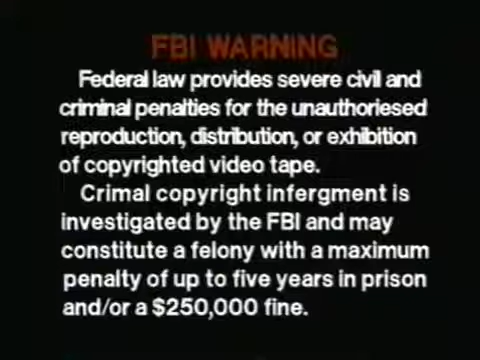 FBI WARNING
Federal law provides severe civil and
criminal penalties for the unauthoriesed
reproduction, distribution, or exhibition
of copyrighted video tape.
Crimal copyright infergment is
investigated by the FBI and may
constitute a felony with a maximum
penalty of up to five years in prison
and/or a $250,000 fine.